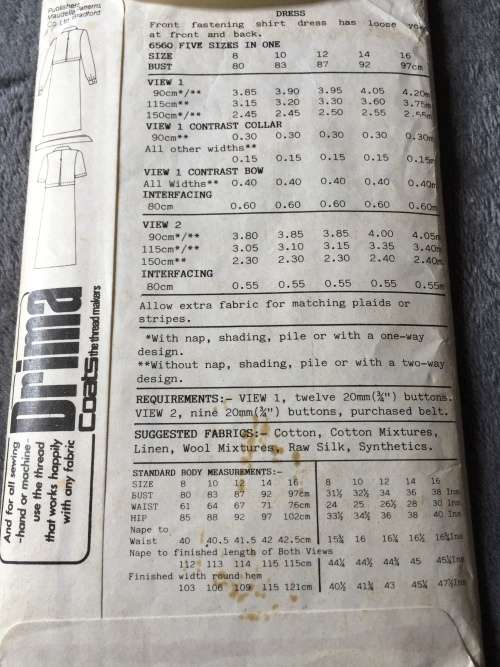 Publishers
Maudella Patterns
Co. Ltd Bradford
DRESS
Front fastening shirt dress has loose yoke
at front and back.
6560 FIVE SIZES IN ONE
SIZE 8 10 12 14 16
BUST 80 83 87 92 97cm
VIEW 1
90cm*/** 3.85 3.90 3.95 4.05 4.20m
115cm*/** 3.15 3.20 3.30 3.60 3.75m
150cm*/** 2.45 2.45 2.50 2.55 2.55m
VIEW 1 CONTRAST COLLAR
90cm** 0.30 0.30 0.30 0.30 0.30m
All other widths**
0.15 0.15 0.15 0.15 0.15m
VIEW 1 CONTRAST BOW
All Widths** 0.40 0.40 0.40 0.40 0.40m
INTERFACING
80cm 0.60 0.60 0.60 0.60 0.60m
VIEW 2
90cm*/** 3.80 3.85 3.85 4.00 4.05m
115cm*/** 3.05 3.10 3.15 3.35 3.40m
150cm** 2.30 2.30 2.30 2.40 2.40m
INTERFACING
80cm 0.55 0.55 0.55 0.55 0.55m
Allow extra fabric for matching plaids or
stripes.
*With nap, shading, pile or with a one-way
design.
**Without nap, shading, pile or with a two-way
design.
REQUIREMENTS:- VIEW 1, twelve 20mm(¾") buttons.
VIEW 2, nine 20mm(¾") buttons, purchased belt.
SUGGESTED FABRICS:- Cotton, Cotton Mixtures,
Linen, Wool Mixtures, Raw Silk, Synthetics.
STANDARD BODY MEASUREMENTS:-
SIZE 8 10 12 14 16 8 10 12 14 16
BUST 80 83 87 92 97cm 31½ 32½ 34 36 38 Ins
WAIST 61 64 67 71 76cm 24 25 26½ 28 30 Ins
HIP 85 88 92 97 102cm 33½ 34½ 36 38 40 Ins
Nape to
Waist 40 40.5 41.5 42 42.5cm 15¾ 16 16¼ 16½ 16¾Ins
Nape to finished length of Both Views
112 113 114 115 115cm 44¼ 44½ 44¾ 45 45¼Ins
Finished width round hem
103 106 109 115 121cm 40½ 41¾ 43 45¼ 47½Ins
Drima
Coats the thread makers
And for all sewing
-hand or machine-
use the thread
that works happily
with any fabric